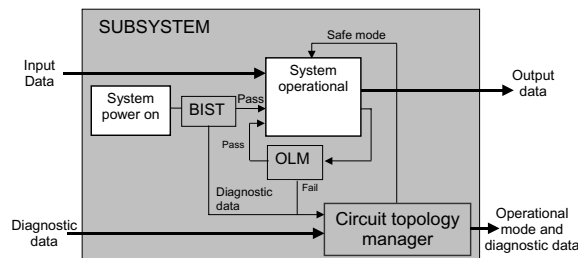 SUBSYSTEM
Safe mode
Input
Data
System
operational
Output
data
System
power on
BIST
Pass
Pass
OLM
Fail
Diagnostic
data
Diagnostic
data
Circuit topology
manager
Operational
mode and
diagnostic data